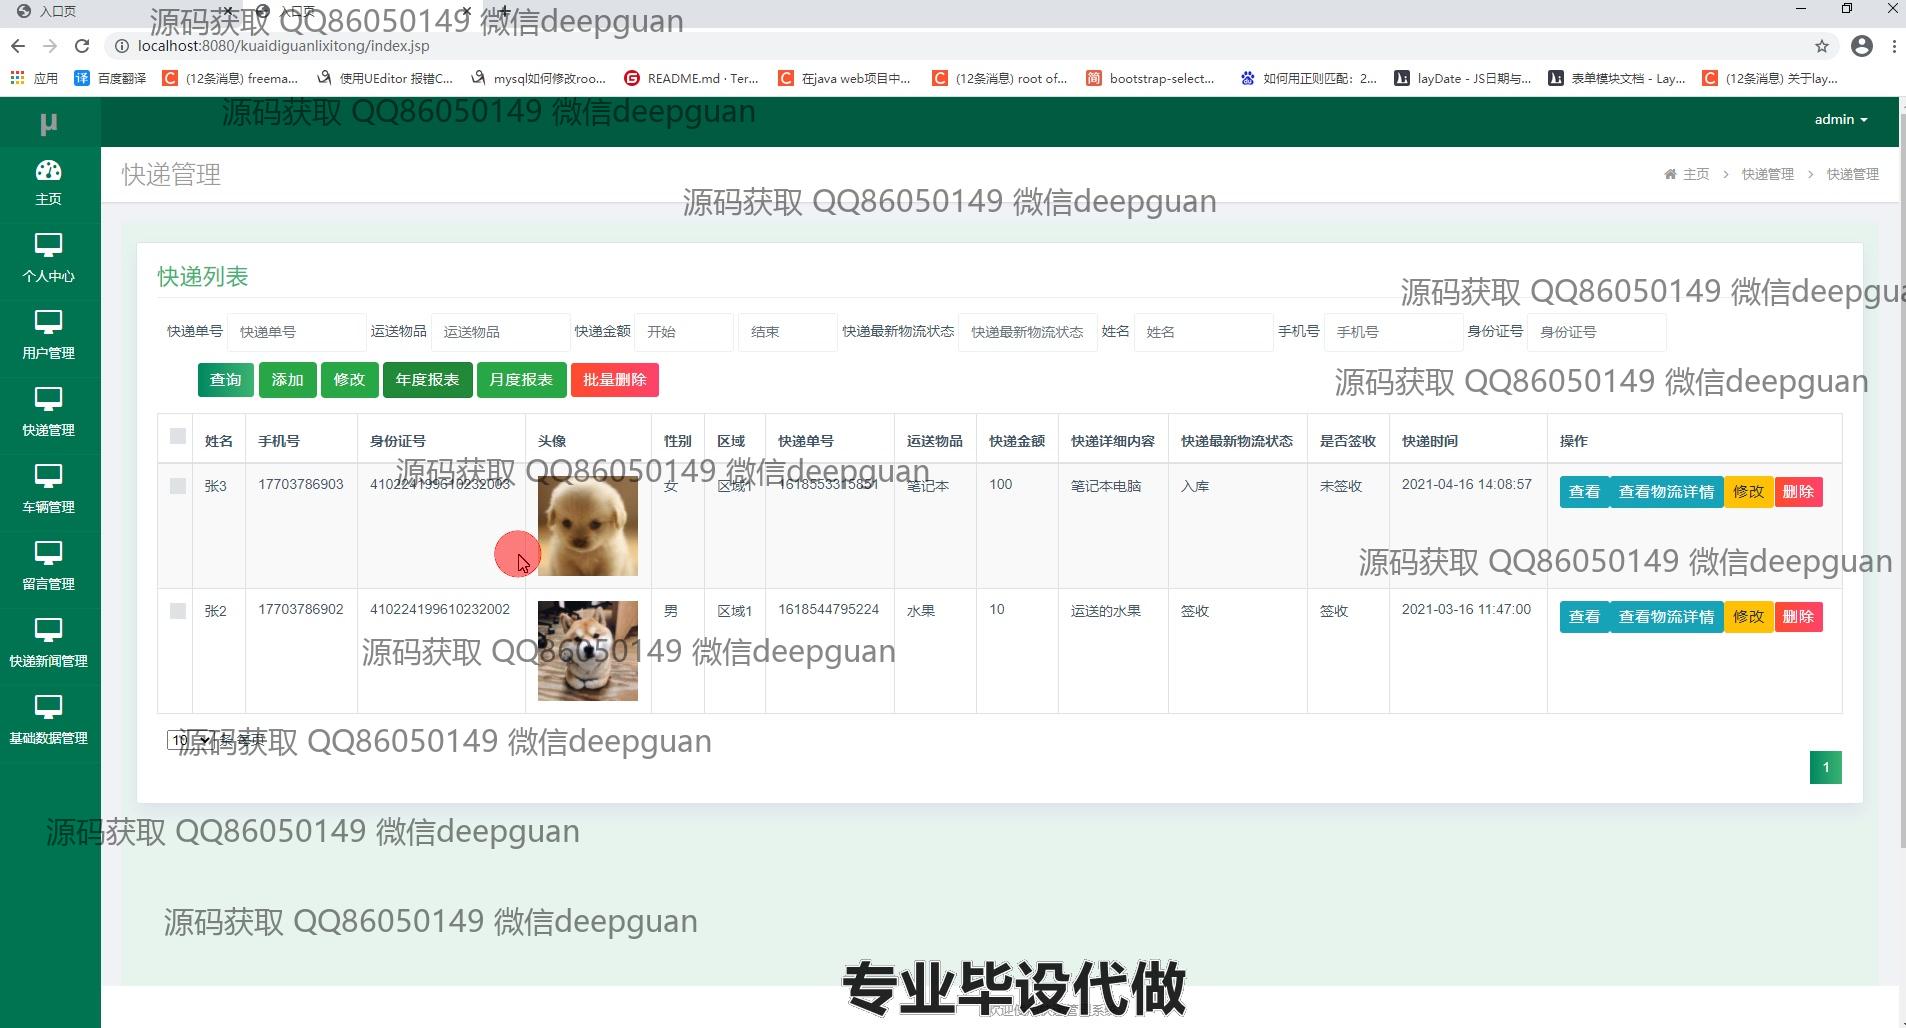 入口页
入口页
源码获取 QQ86050149 微信deepguan
localhost:8080/kuaidiguanlixitong/index.jsp
应用 百度翻译 (12条消息) freema... 使用UEditor 报错C... mysql如何修改roo... README.md · Ter... 在java web项目中... (12条消息) root of... bootstrap-select... 如何用正则匹配：2... layDate - JS日期与... 表单模块文档 - Lay... (12条消息) 关于lay...
源码获取 QQ86050149 微信deepguan
μ
admin
主页
个人中心
用户管理
快递管理
车辆管理
留言管理
快递新闻管理
基础数据管理
快递管理
主页 > 快递管理 > 快递管理
源码获取 QQ86050149 微信deepguan
快递列表
源码获取 QQ86050149 微信deepgua
快递单号 快递单号 运送物品 运送物品 快递金额 开始 结束 快递最新物流状态 快递最新物流状态 姓名 姓名 手机号 手机号 身份证号 身份证号
查询 添加 修改 年度报表 月度报表 批量删除
源码获取 QQ86050149 微信deepguan
姓名 手机号 身份证号 头像 性别 区域 快递单号 运送物品 快递金额 快递详细内容 快递最新物流状态 是否签收 快递时间 操作
源码获取 QQ86050149 微信deepguan
张3 17703786903 410224199610232003 女 区域1 1618553315851 笔记本 100 笔记本电脑 入库 未签收 2021-04-16 14:08:57 查看 查看物流详情 修改 删除
源码获取 QQ86050149 微信deepguan
张2 17703786902 410224199610232002 男 区域1 1618544795224 水果 10 运送的水果 签收 签收 2021-03-16 11:47:00 查看 查看物流详情 修改 删除
源码获取 QQ86050149 微信deepguan
10 条 每页
源码获取 QQ86050149 微信deepguan
1
源码获取 QQ86050149 微信deepguan
源码获取 QQ86050149 微信deepguan
专业毕设代做